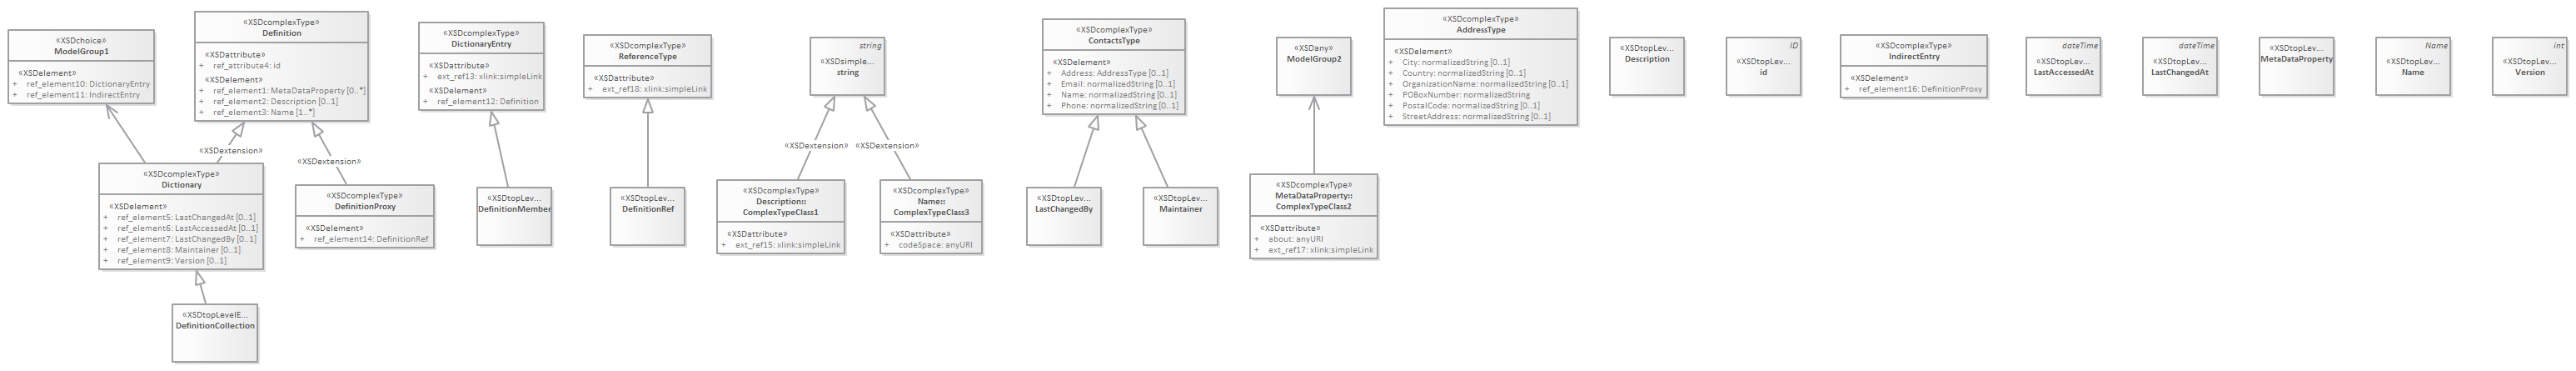 «XSDchoice»
ModelGroup1
«XSDelement»
+ ref_element10: DictionaryEntry
+ ref_element11: IndirectEntry
«XSDcomplexType»
Definition
«XSDattribute»
+ ref_attribute4: id
«XSDelement»
+ ref_element1: MetaDataProperty [0..*]
+ ref_element2: Description [0..1]
+ ref_element3: Name [1..*]
«XSDcomplexType»
DictionaryEntry
«XSDattribute»
+ ext_ref13: xlink:simpleLink
«XSDelement»
+ ref_element12: Definition
«XSDcomplexType»
ReferenceType
«XSDattribute»
+ ext_ref18: xlink:simpleLink
string
«XSDsimple...
string
«XSDcomplexType»
ContactsType
«XSDelement»
+ Address: AddressType [0..1]
+ Email: normalizedString [0..1]
+ Name: normalizedString [0..1]
+ Phone: normalizedString [0..1]
«XSDany»
ModelGroup2
«XSDcomplexType»
AddressType
«XSDelement»
+ City: normalizedString [0..1]
+ Country: normalizedString [0..1]
+ OrganizationName: normalizedString [0..1]
+ POBoxNumber: normalizedString
+ PostalCode: normalizedString [0..1]
+ StreetAddress: normalizedString [0..1]
«XSDtopLev...
Description
ID
«XSDtopLev...
id
«XSDcomplexType»
IndirectEntry
«XSDelement»
+ ref_element16: DefinitionProxy
dateTime
«XSDtopLev...
LastAccessedAt
dateTime
«XSDtopLev...
LastChangedAt
«XSDtopLev...
MetaDataProperty
Name
«XSDtopLev...
Name
int
«XSDtopLev...
Version
«XSDextension»
«XSDextension»
«XSDextension»
«XSDextension»
«XSDcomplexType»
Dictionary
«XSDelement»
+ ref_element5: LastChangedAt [0..1]
+ ref_element6: LastAccessedAt [0..1]
+ ref_element7: LastChangedBy [0..1]
+ ref_element8: Maintainer [0..1]
+ ref_element9: Version [0..1]
«XSDcomplexType»
DefinitionProxy
«XSDelement»
+ ref_element14: DefinitionRef
«XSDtopLev...
DefinitionMember
«XSDtopLev...
DefinitionRef
«XSDcomplexType»
Description::
ComplexTypeClass1
«XSDattribute»
+ ext_ref15: xlink:simpleLink
«XSDcomplexType»
Name::
ComplexTypeClass3
«XSDattribute»
+ codeSpace: anyURI
«XSDtopLev...
LastChangedBy
«XSDtopLev...
Maintainer
«XSDcomplexType»
MetaDataProperty::
ComplexTypeClass2
«XSDattribute»
+ about: anyURI
+ ext_ref17: xlink:simpleLink
«XSDtopLevelE...
DefinitionCollection